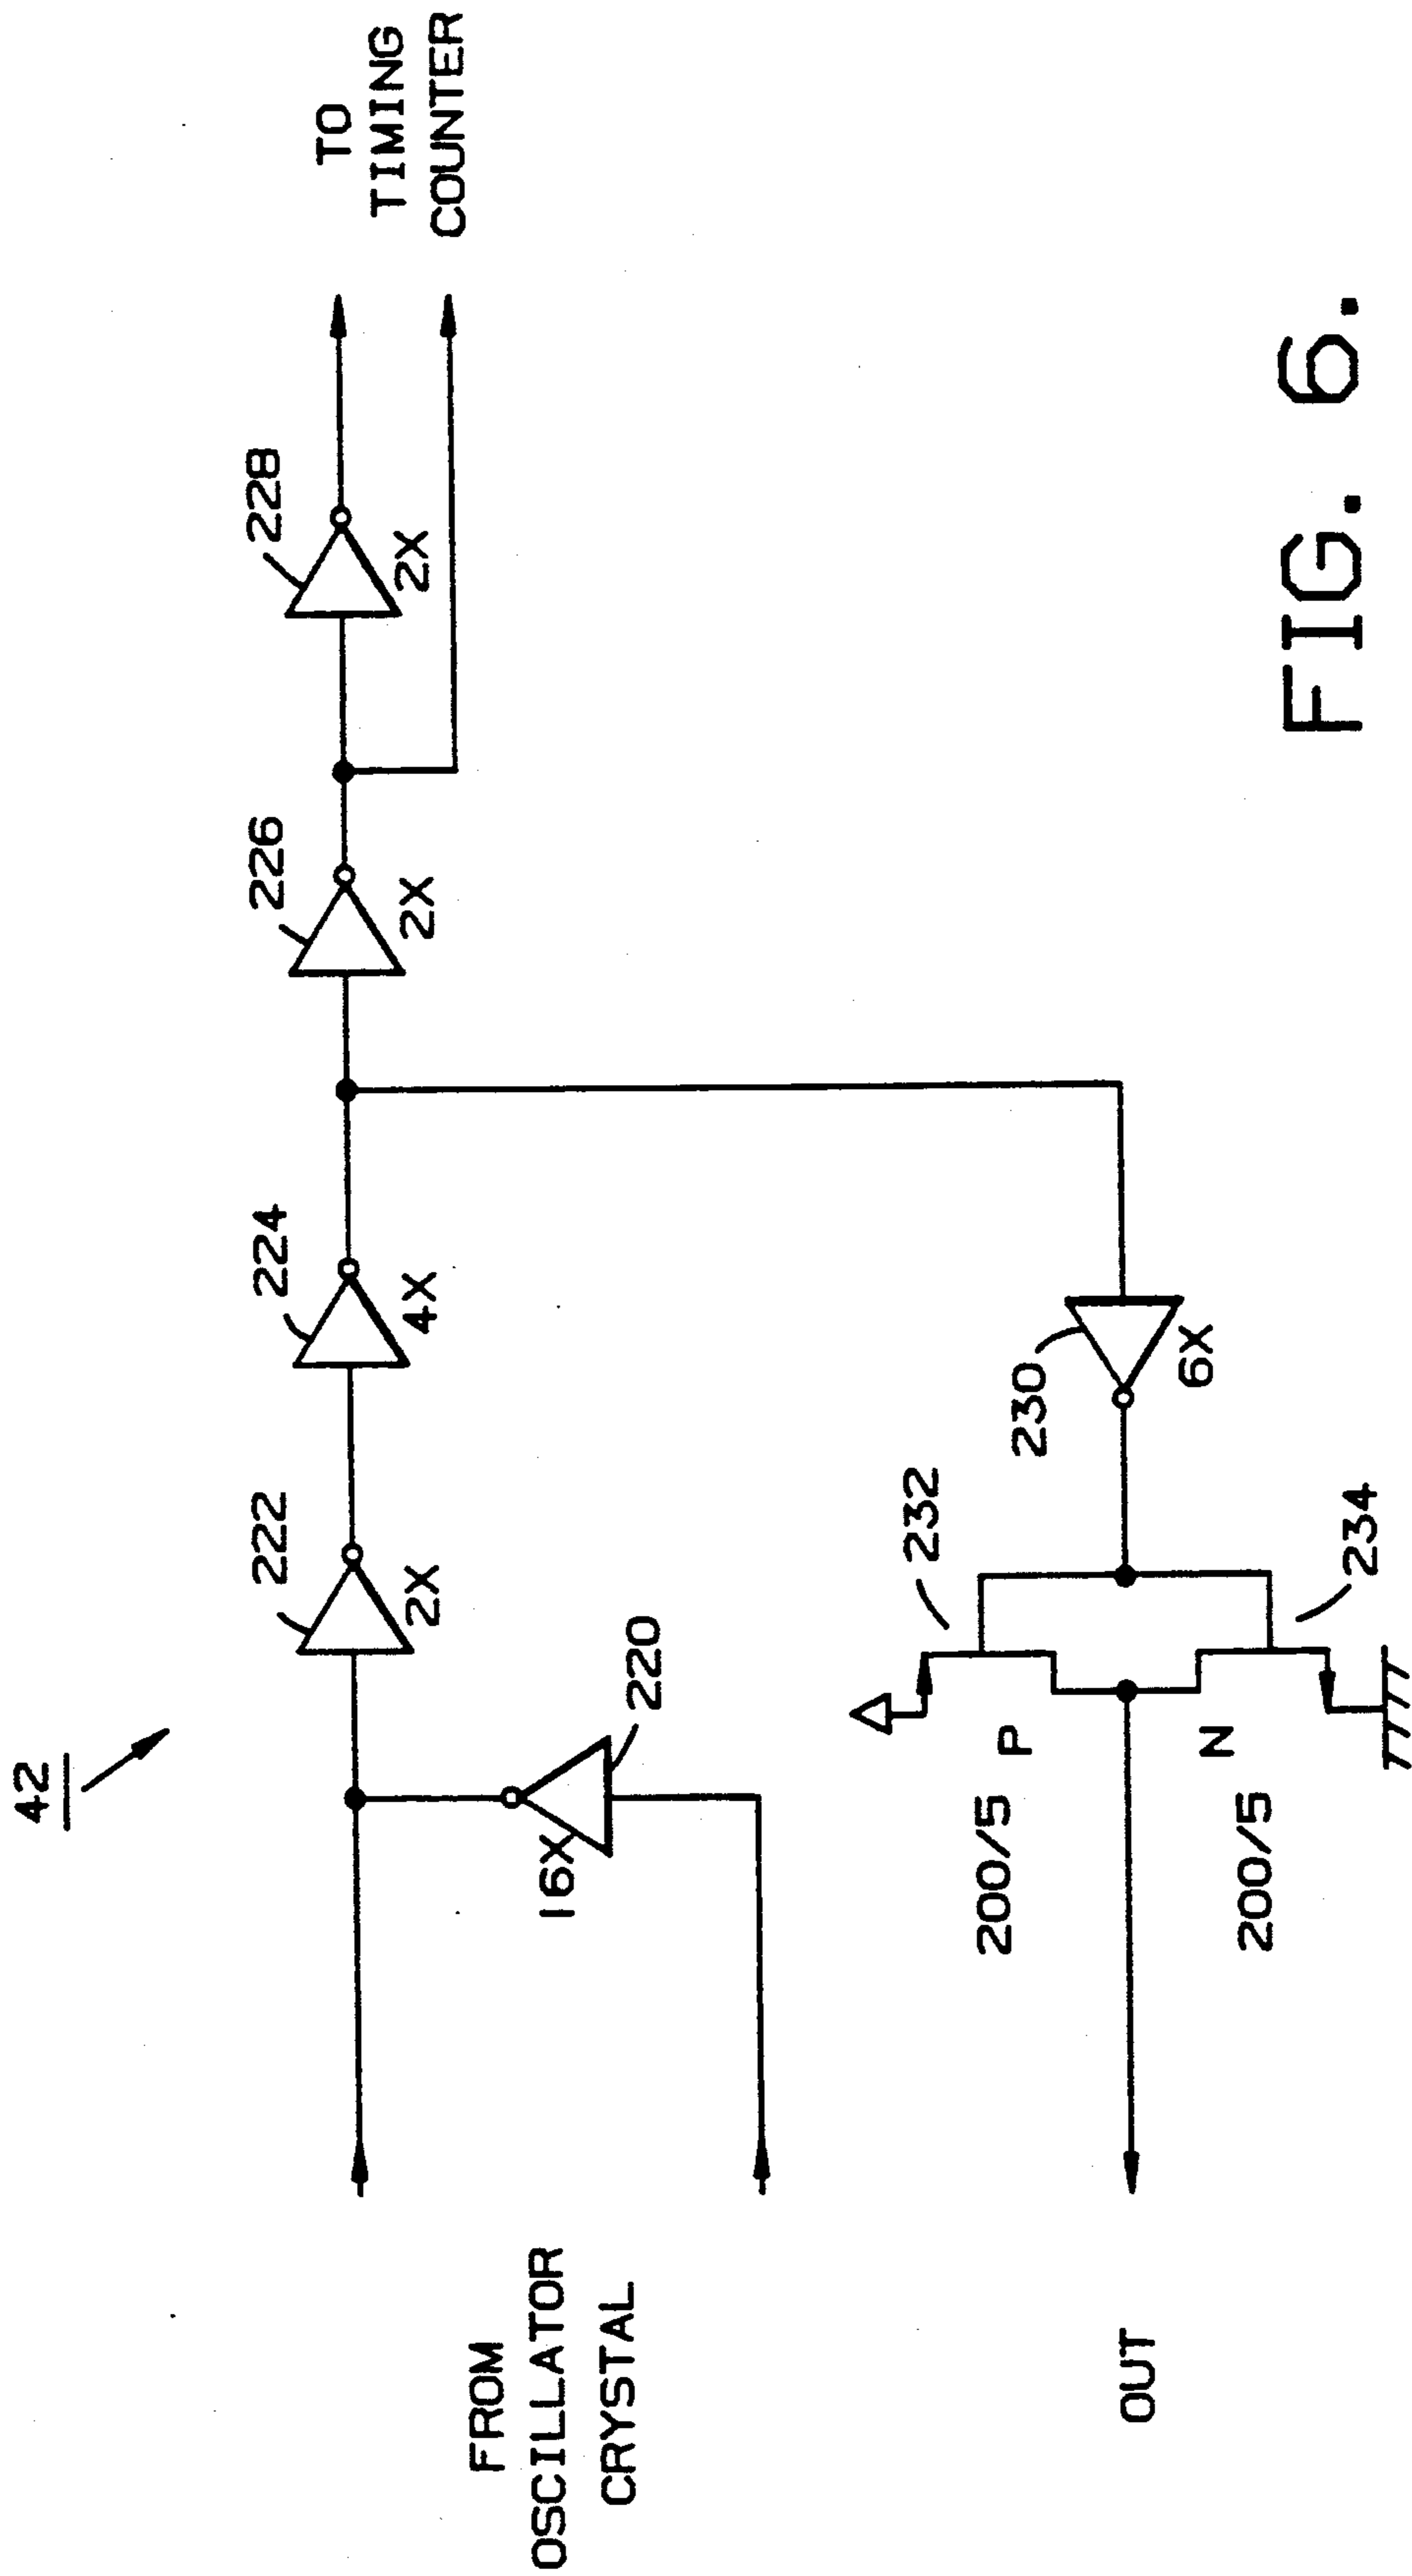 42
FROM
OSCILLATOR
CRYSTAL
16X
220
222
2X
224
4X
226
2X
228
2X
TO
TIMING
COUNTER
230
6X
232
P
200/5
234
N
200/5
OUT
FIG. 6.